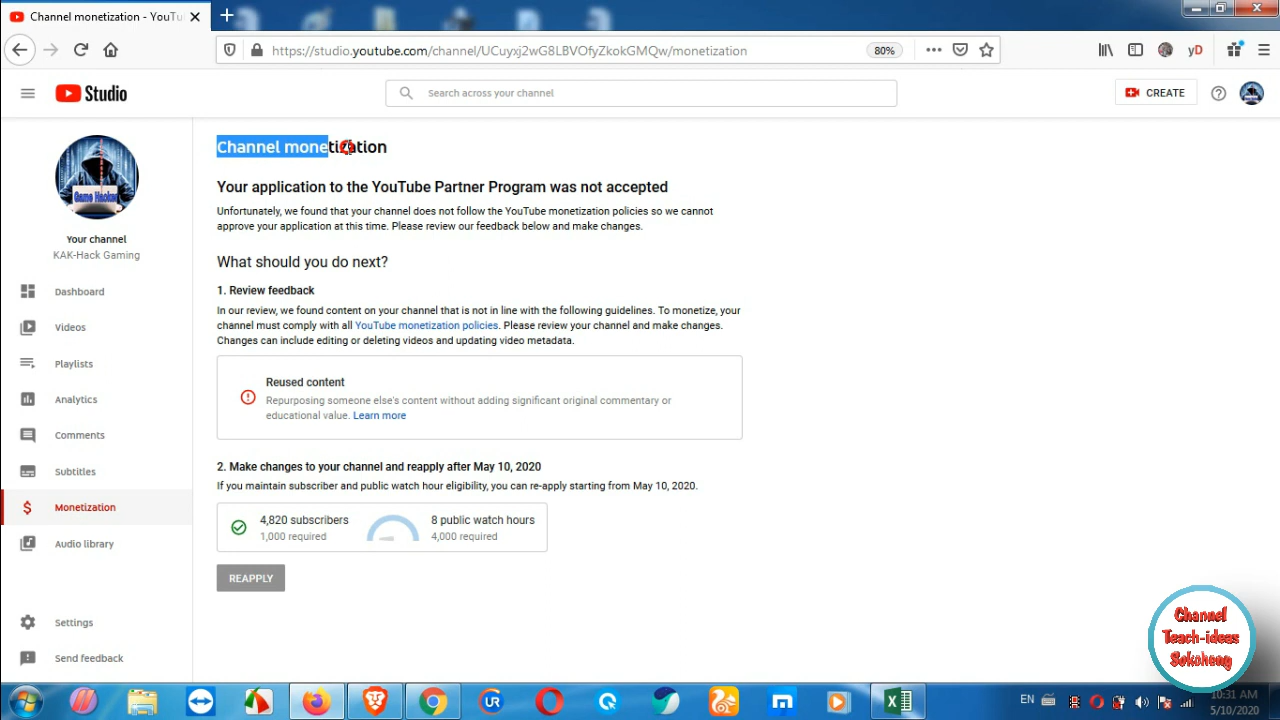 Channel monetization - YouTu
https://studio.youtube.com/channel/UCuyxj2wG8LBVOfyZkokGMQw/monetization
80%
yD
Studio
Search across your channel
CREATE
Game Hacker
Your channel
KAK-Hack Gaming
Dashboard
Videos
Playlists
Analytics
Comments
Subtitles
Monetization
Audio library
Settings
Send feedback
Channel monetization
Your application to the YouTube Partner Program was not accepted
Unfortunately, we found that your channel does not follow the YouTube monetization policies so we cannot
approve your application at this time. Please review our feedback below and make changes.
What should you do next?
1. Review feedback
In our review, we found content on your channel that is not in line with the following guidelines. To monetize, your
channel must comply with all YouTube monetization policies. Please review your channel and make changes.
Changes can include editing or deleting videos and updating video metadata.
Reused content
Repurposing someone else's content without adding significant original commentary or
educational value. Learn more
2. Make changes to your channel and reapply after May 10, 2020
If you maintain subscriber and public watch hour eligibility, you can re-apply starting from May 10, 2020.
4,820 subscribers
1,000 required
8 public watch hours
4,000 required
REAPPLY
Channel
Teach-ideas
Sokoheng
UR
EN
10:31 AM
5/10/2020